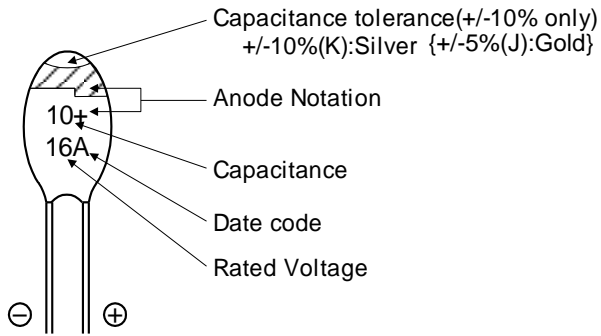 Capacitance tolerance(+/-10% only)
+/-10%(K):Silver {+/-5%(J):Gold}
Anode Notation
10+
16A
Capacitance
Date code
Rated Voltage
⊖ ⊕